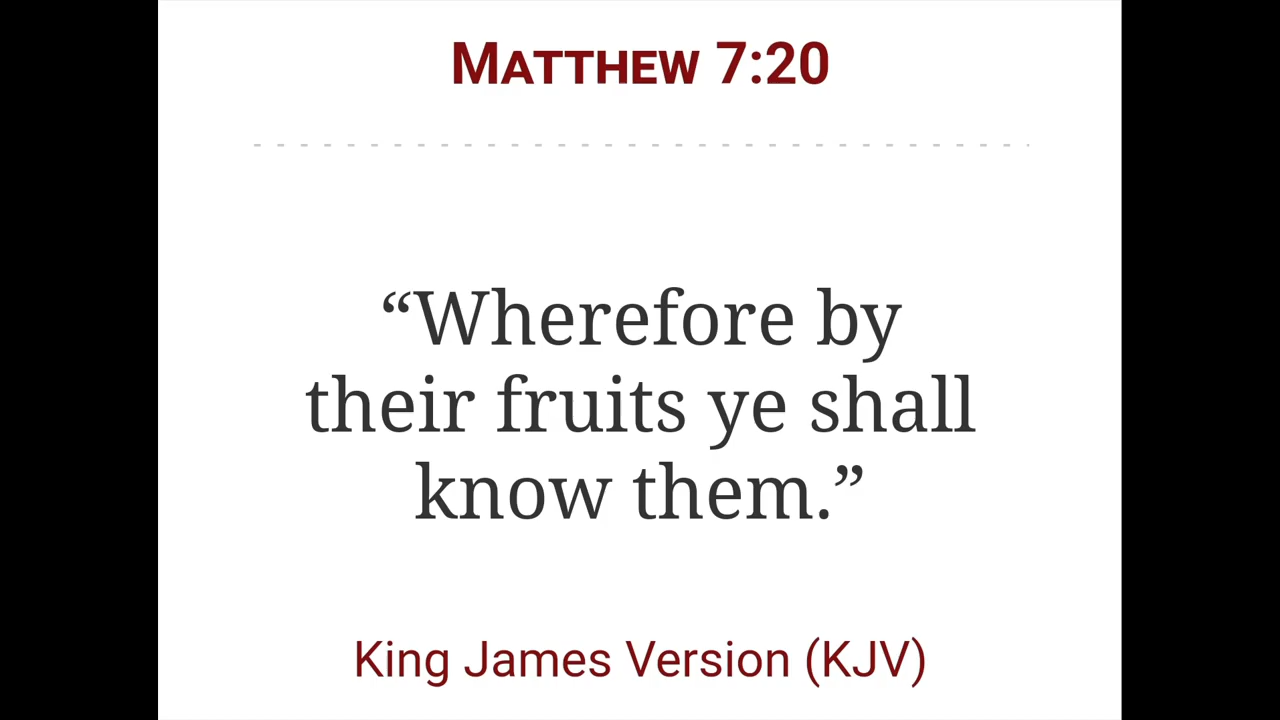 MATTHEW 7:20
“Wherefore by
their fruits ye shall
know them.”
King James Version (KJV)